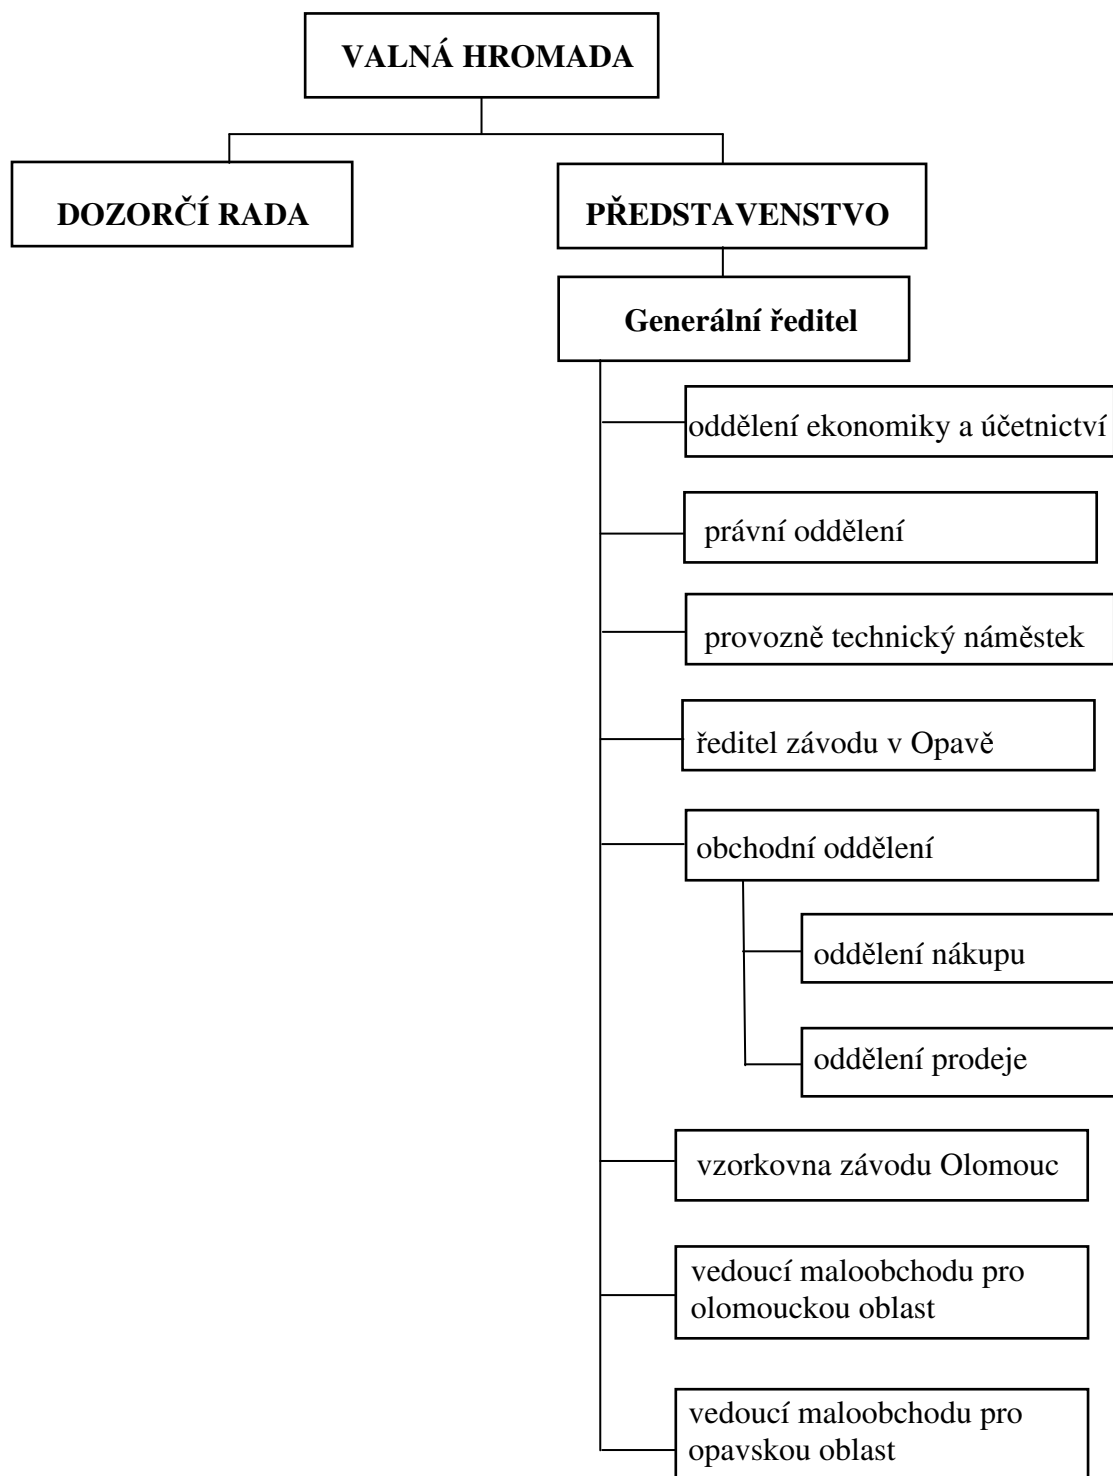 VALNÁ HROMADA
DOZORČÍ RADA
PŘEDSTAVENSTVO
Generální ředitel
oddělení ekonomiky a účetnictví
právní oddělení
provozně technický náměstek
ředitel závodu v Opavě
obchodní oddělení
oddělení nákupu
oddělení prodeje
vzorkovna závodu Olomouc
vedoucí maloobchodu pro
olomouckou oblast
vedoucí maloobchodu pro
opavskou oblast